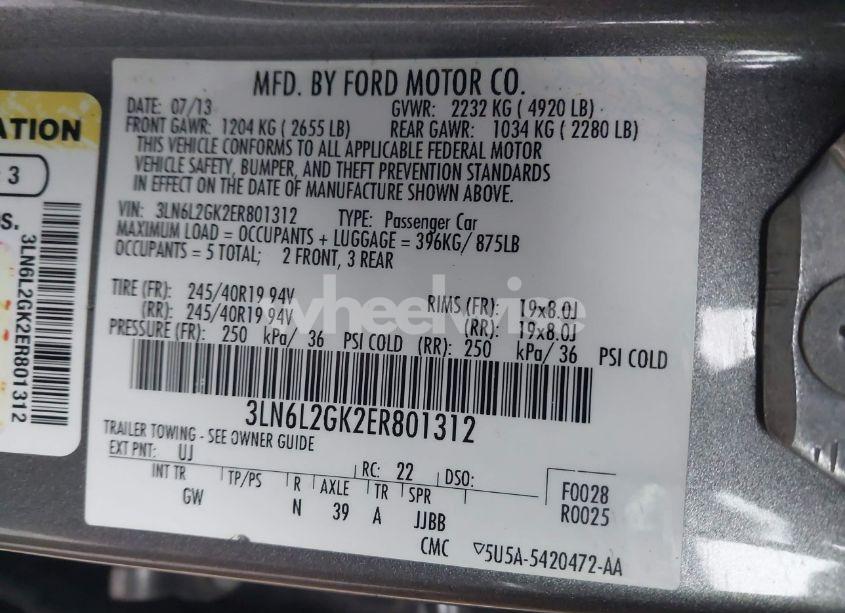 MFD. BY FORD MOTOR CO.
DATE: 07/13 GVWR: 2232 KG ( 4920 LB)
FRONT GAWR: 1204 KG ( 2655 LB) REAR GAWR: 1034 KG ( 2280 LB)
THIS VEHICLE CONFORMS TO ALL APPLICABLE FEDERAL MOTOR
VEHICLE SAFETY, BUMPER, AND THEFT PREVENTION STANDARDS
IN EFFECT ON THE DATE OF MANUFACTURE SHOWN ABOVE.
VIN: 3LN6L2GK2ER801312 TYPE: Passenger Car
MAXIMUM LOAD = OCCUPANTS + LUGGAGE = 396KG/ 875LB
OCCUPANTS = 5 TOTAL; 2 FRONT, 3 REAR
TIRE (FR): 245/40R19 94V RIMS (FR): 19x8.0J
(RR): 245/40R19 94V (RR): 19x8.0J
PRESSURE (FR): 250 kPa/ 36 PSI COLD (RR): 250 kPa/ 36 PSI COLD
3LN6L2GK2ER801312
TRAILER TOWING - SEE OWNER GUIDE
EXT PNT: UJ RC: 22 DSO:
INT TR TP/PS R AXLE TR SPR F0028
GW N 39 A JJBB R0025
CMC ▽5U5A-5420472-AA
ATION
3
S.
3LN6L2GK2ER801312
wheelwise